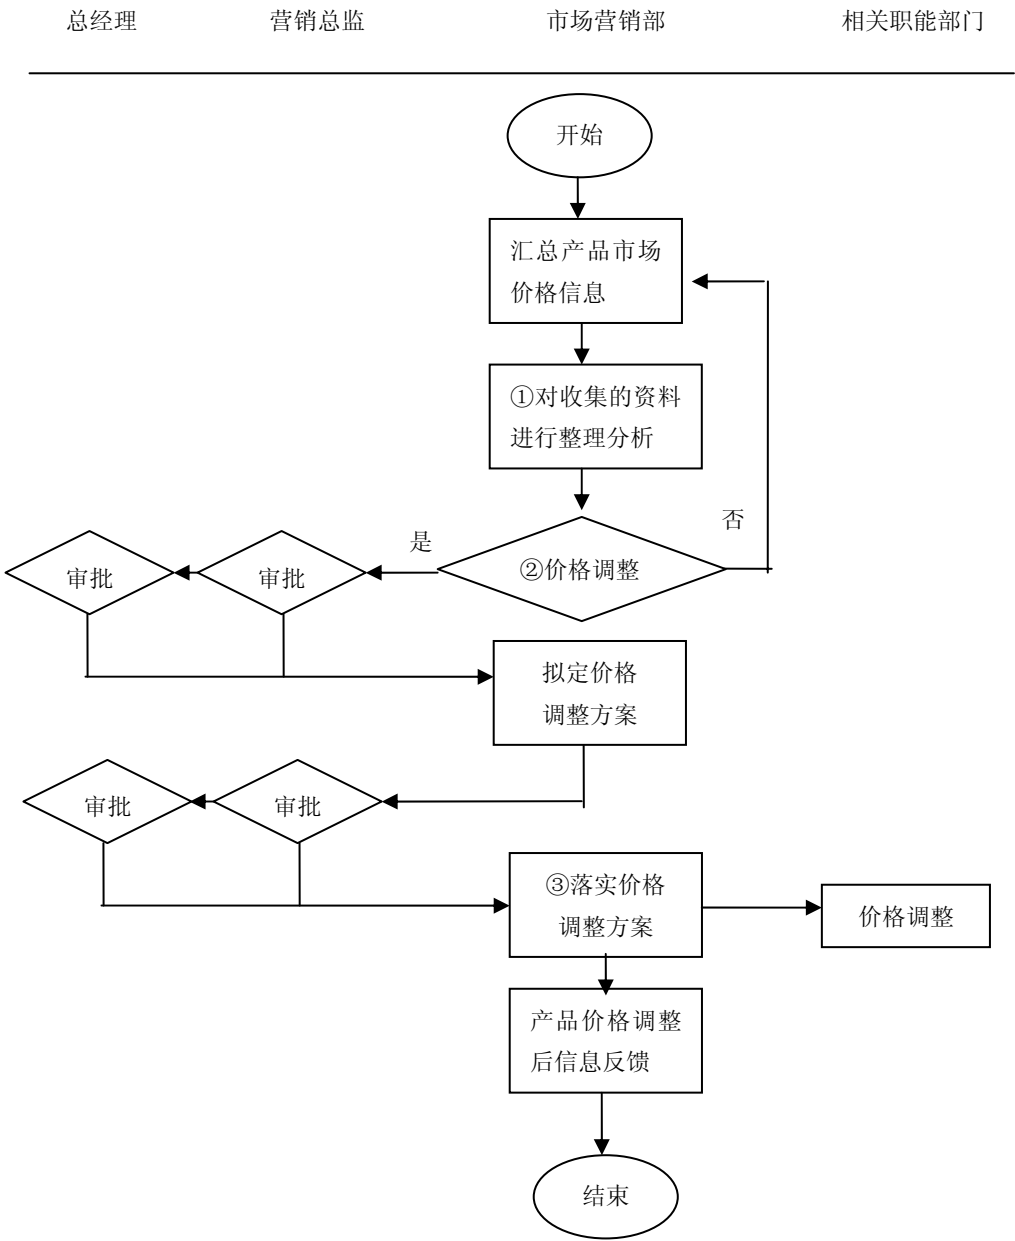 总经理
营销总监
市场营销部
相关职能部门
开始
汇总产品市场
价格信息
①对收集的资料
进行整理分析
否
是
②价格调整
审批
审批
拟定价格
调整方案
审批
审批
③落实价格
调整方案
价格调整
产品价格调整
后信息反馈
结束